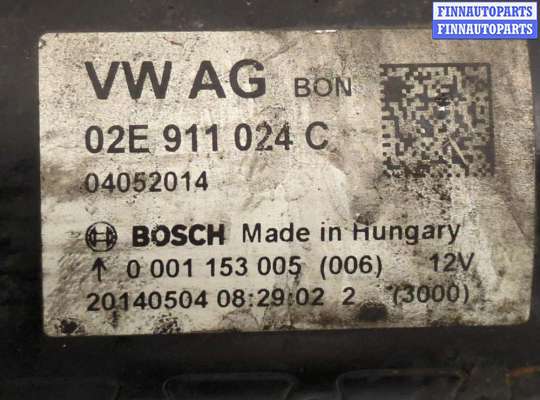 FINNAUTOPARTS
FINNAUTOPARTS
VW AG BON
02E 911 024 C
04052014
BOSCH Made in Hungary
↑ 0 001 153 005 (006) 12V
20140504 08:29:02 2 (3000)